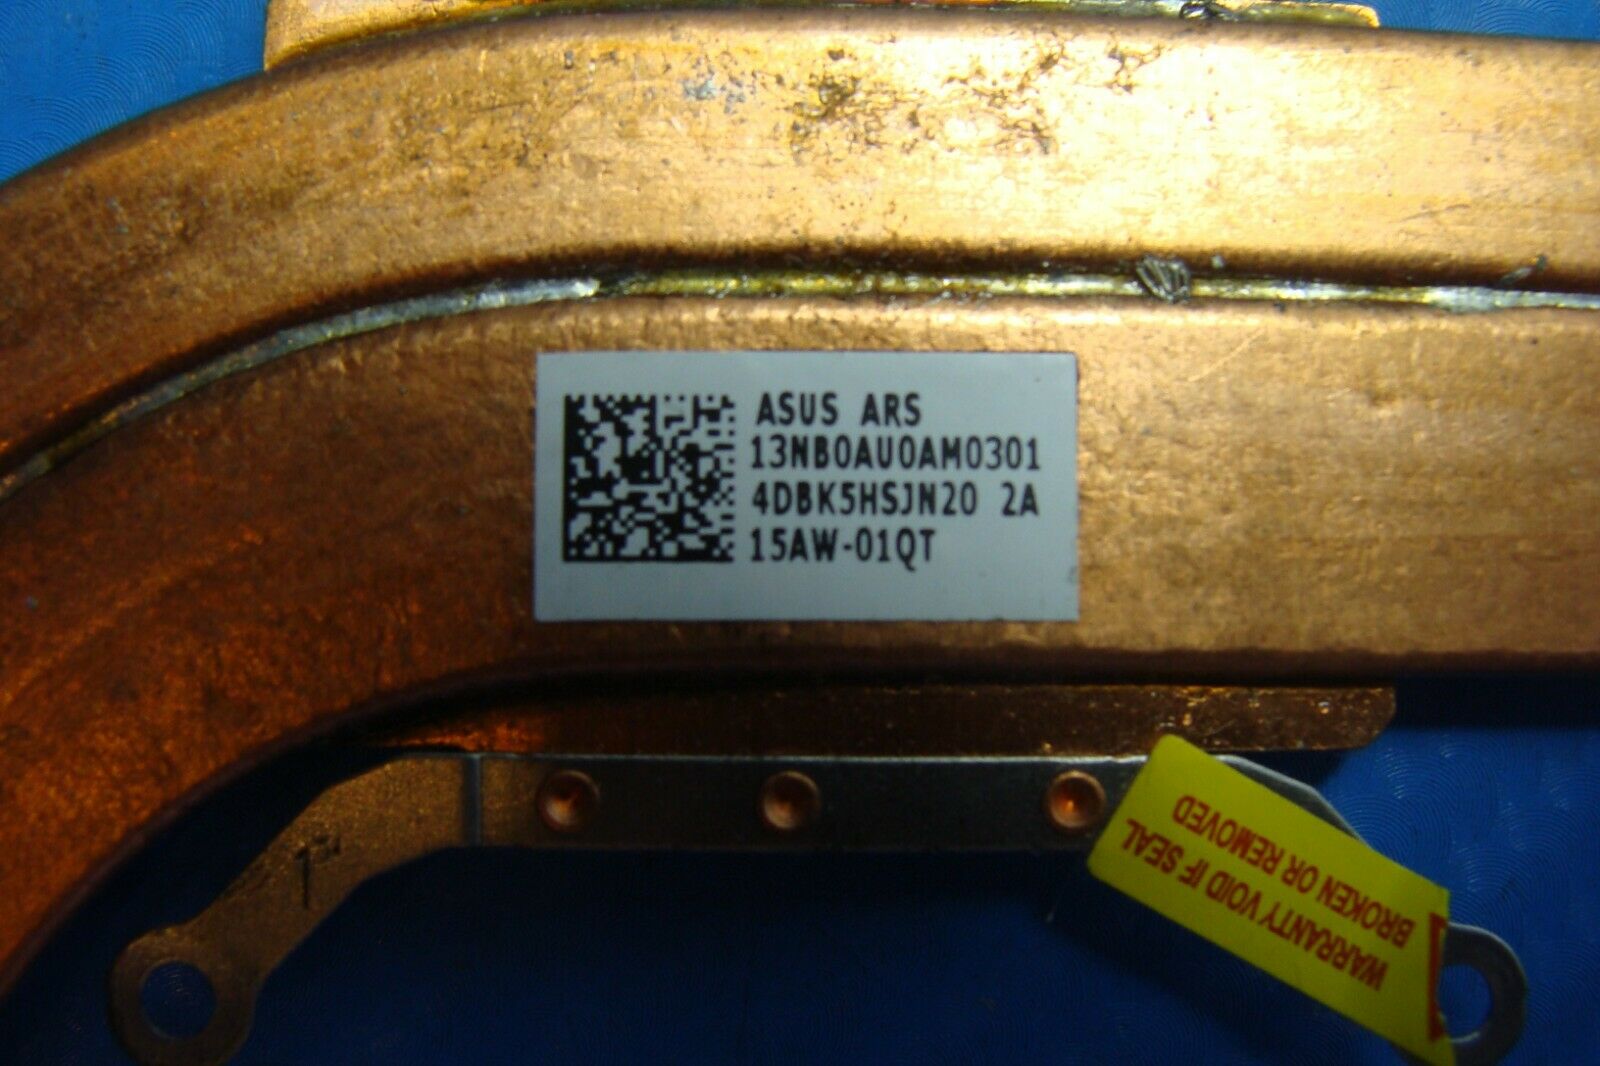 ASUS ARS
13NB0AU0AM0301
4DBK5HSJN20 2A
15AW-01QT
WARRANTY VOID IF SEAL
BROKEN OR REMOVED